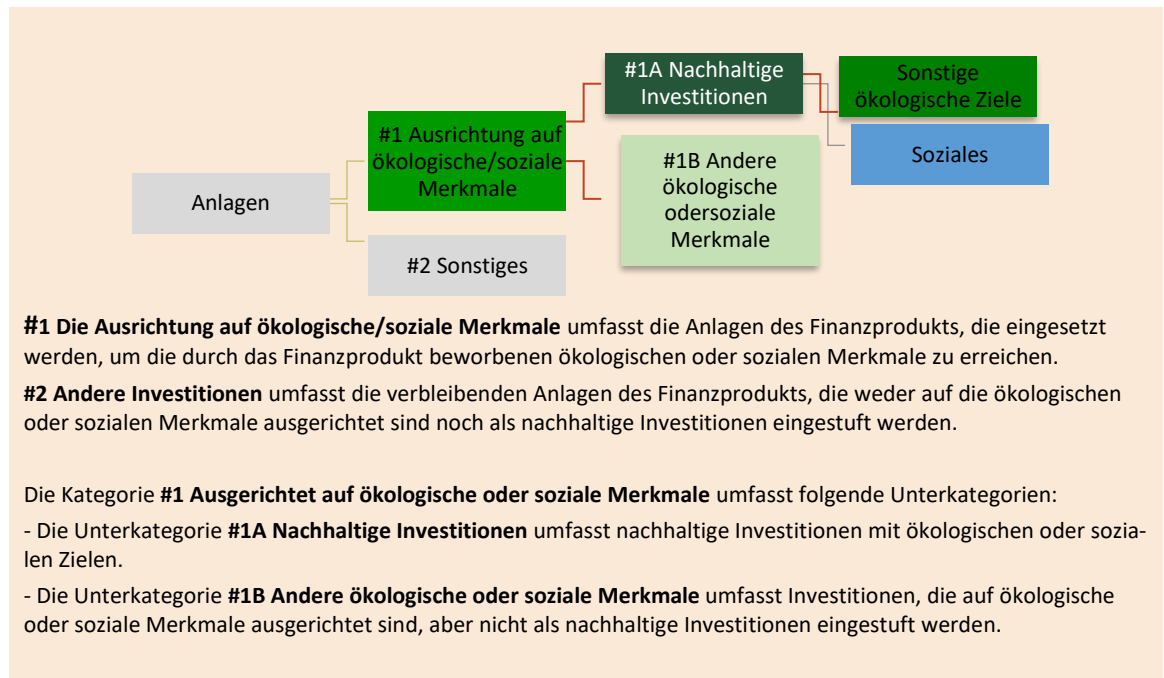 #1A Nachhaltige
Investitionen
Sonstige
ökologische Ziele
#1 Ausrichtung auf
ökologische/soziale
Merkmale
Soziales
#1B Andere
ökologische
odersoziale
Merkmale
Anlagen
#2 Sonstiges
#1 Die Ausrichtung auf ökologische/soziale Merkmale umfasst die Anlagen des Finanzprodukts, die eingesetzt
werden, um die durch das Finanzprodukt beworbenen ökologischen oder sozialen Merkmale zu erreichen.
#2 Andere Investitionen umfasst die verbleibenden Anlagen des Finanzprodukts, die weder auf die ökologischen
oder sozialen Merkmale ausgerichtet sind noch als nachhaltige Investitionen eingestuft werden.
Die Kategorie #1 Ausgerichtet auf ökologische oder soziale Merkmale umfasst folgende Unterkategorien:
- Die Unterkategorie #1A Nachhaltige Investitionen umfasst nachhaltige Investitionen mit ökologischen oder sozia-
len Zielen.
- Die Unterkategorie #1B Andere ökologische oder soziale Merkmale umfasst Investitionen, die auf ökologische
oder soziale Merkmale ausgerichtet sind, aber nicht als nachhaltige Investitionen eingestuft werden.